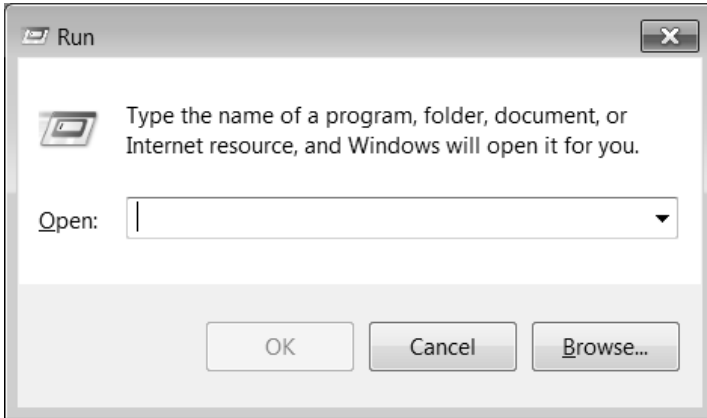 Run
Type the name of a program, folder, document, or
Internet resource, and Windows will open it for you.
Open:
OK Cancel Browse...